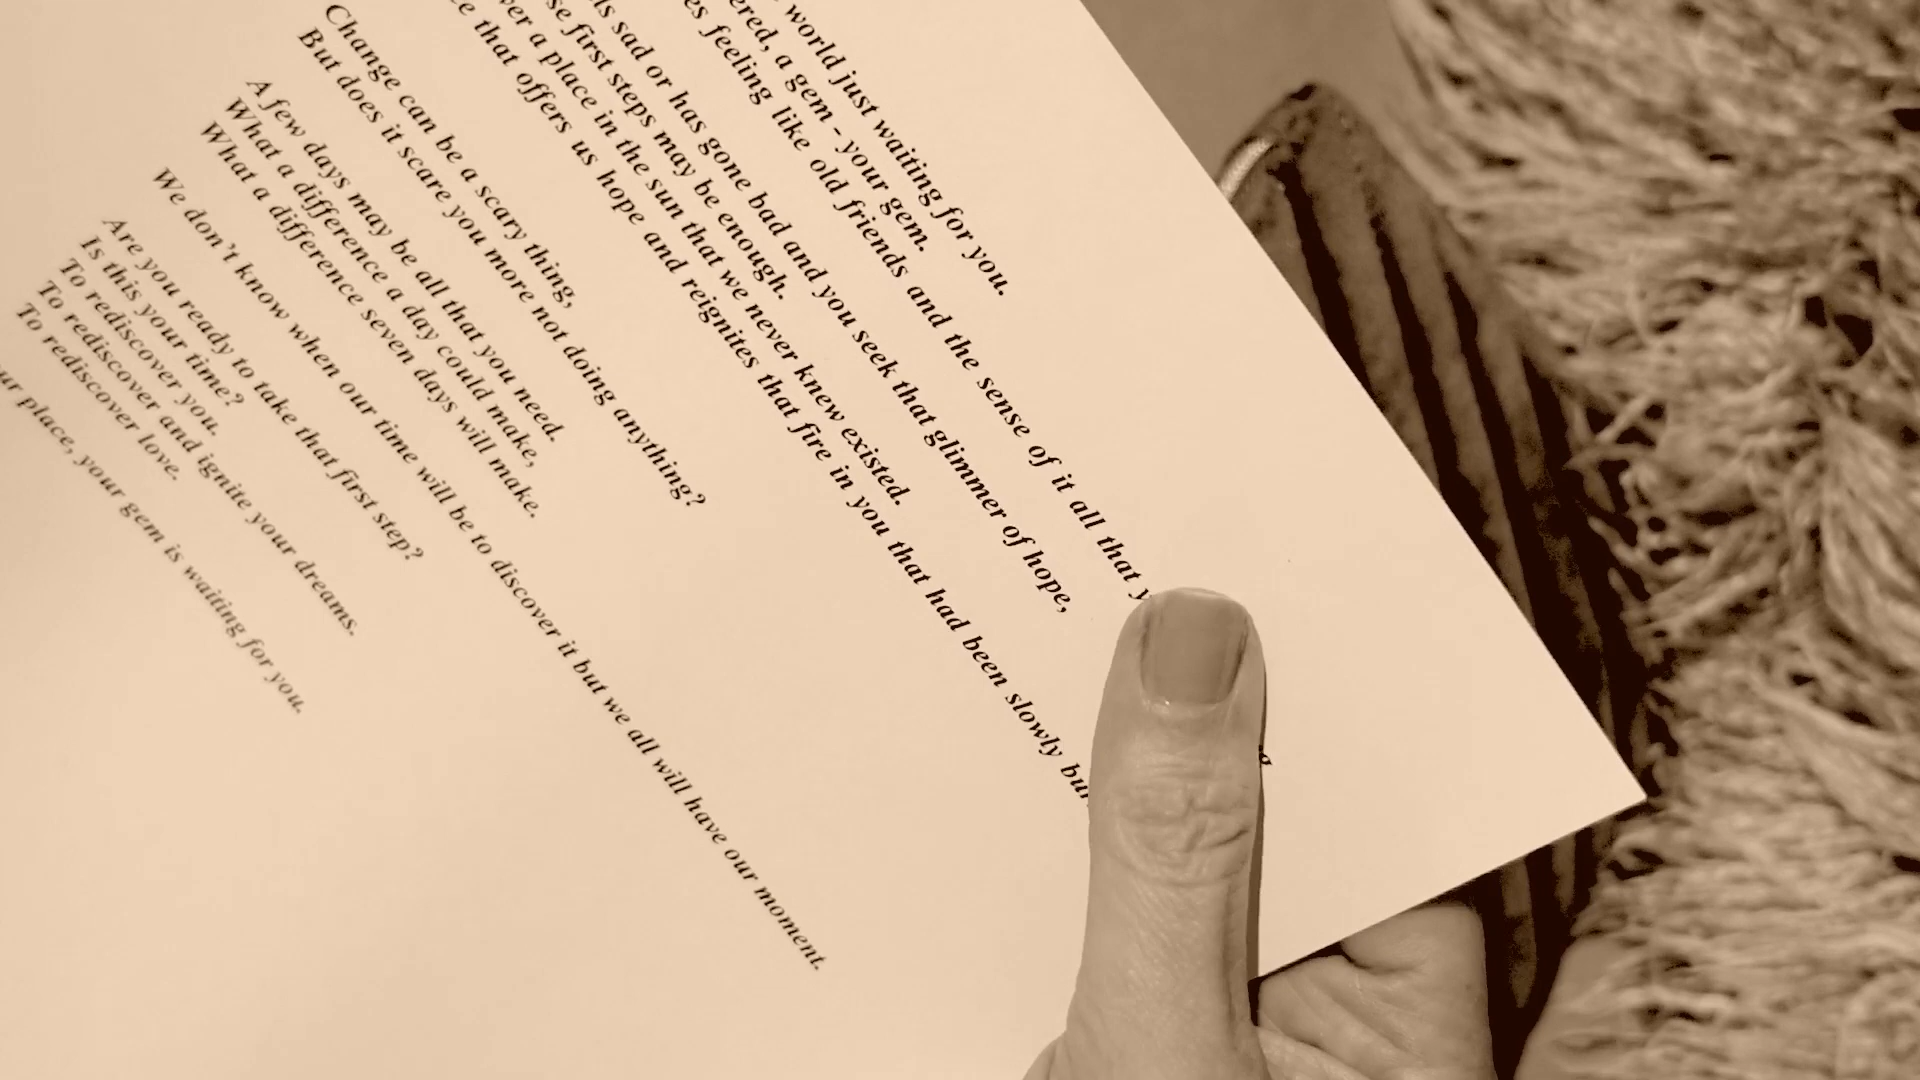 world just waiting for you.
a gem - your gem.
feeling like old friends and the sense of it all that
sad or has gone bad and you seek that glimmer of hope,
first steps may be enough.
a place in the sun that we never knew existed.
that offers us hope and reignites that fire in you that had been slowly
Change can be a scary thing,
But does it scare you more not doing anything?
A few days may be all that you need.
What a difference a day could make,
What a difference seven days will make.
We don't know when our time will be to discover it but we all will have our moment.
Are you ready to take that first step?
Is this your time?
To rediscover you.
To rediscover and ignite your dreams.
To rediscover love.
place, your gem is waiting for you.